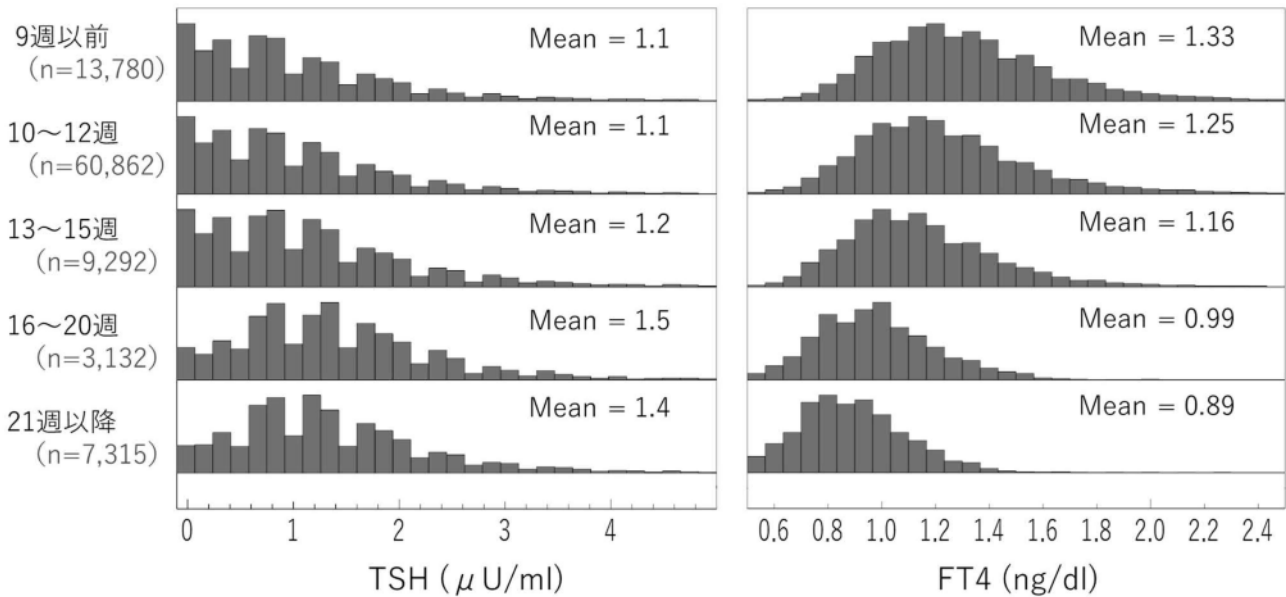 9週以前
（n=13,780）
Mean = 1.1
Mean = 1.33
10〜12週
（n=60,862）
Mean = 1.1
Mean = 1.25
13〜15週
（n=9,292）
Mean = 1.2
Mean = 1.16
16〜20週
（n=3,132）
Mean = 1.5
Mean = 0.99
21週以降
（n=7,315）
Mean = 1.4
Mean = 0.89
0 1 2 3 4
0.6 0.8 1.0 1.2 1.4 1.6 1.8 2.0 2.2 2.4
TSH (μU/ml)
FT4 (ng/dl)